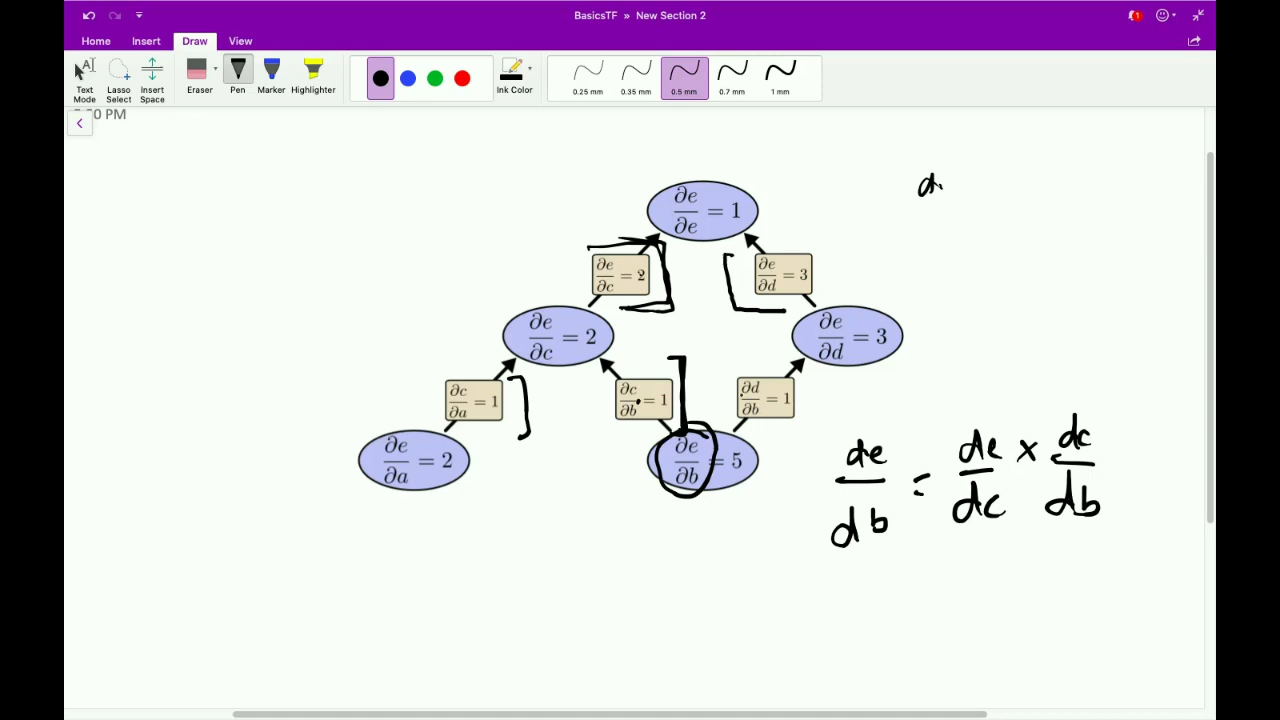 BasicsTF » New Section 2
Home Insert Draw View
Text Mode
Lasso Select
Insert Space
Eraser
Pen
Marker
Highlighter
Ink Color
0.25 mm
0.35 mm
0.5 mm
0.7 mm
1 mm
PM
∂e/∂e = 1
∂e/∂c = 2
∂e/∂d = 3
∂e/∂c = 2
∂e/∂d = 3
∂c/∂a = 1
∂c/∂b = 1
∂d/∂b = 1
∂e/∂a = 2
∂e/∂b = 5
de/db = de/dc × dc/db
d